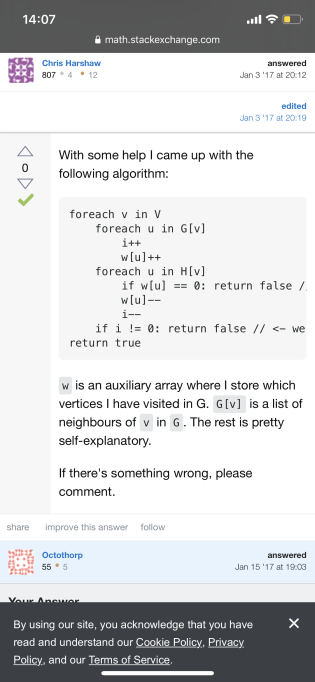 14:07
math.stackexchange.com
Chris Harshaw
answered
807 4 12
Jan 3 '17 at 20:12
edited
Jan 3 '17 at 20:19
0
With some help I came up with the
following algorithm:
foreach v in V
foreach u in G[v]
i++
w[u]++
foreach u in H[v]
if w[u] == 0: return false /
w[u]--
i--
if i != 0: return false // <- we
return true
w is an auxiliary array where I store which
vertices I have visited in G. G[v] is a list of
neighbours of v in G. The rest is pretty
self-explanatory.
If there's something wrong, please
comment.
share improve this answer follow
Octothorp
answered
55 5
Jan 15 '17 at 19:03
Your Answer
By using our site, you acknowledge that you have
read and understand our Cookie Policy, Privacy
Policy, and our Terms of Service.